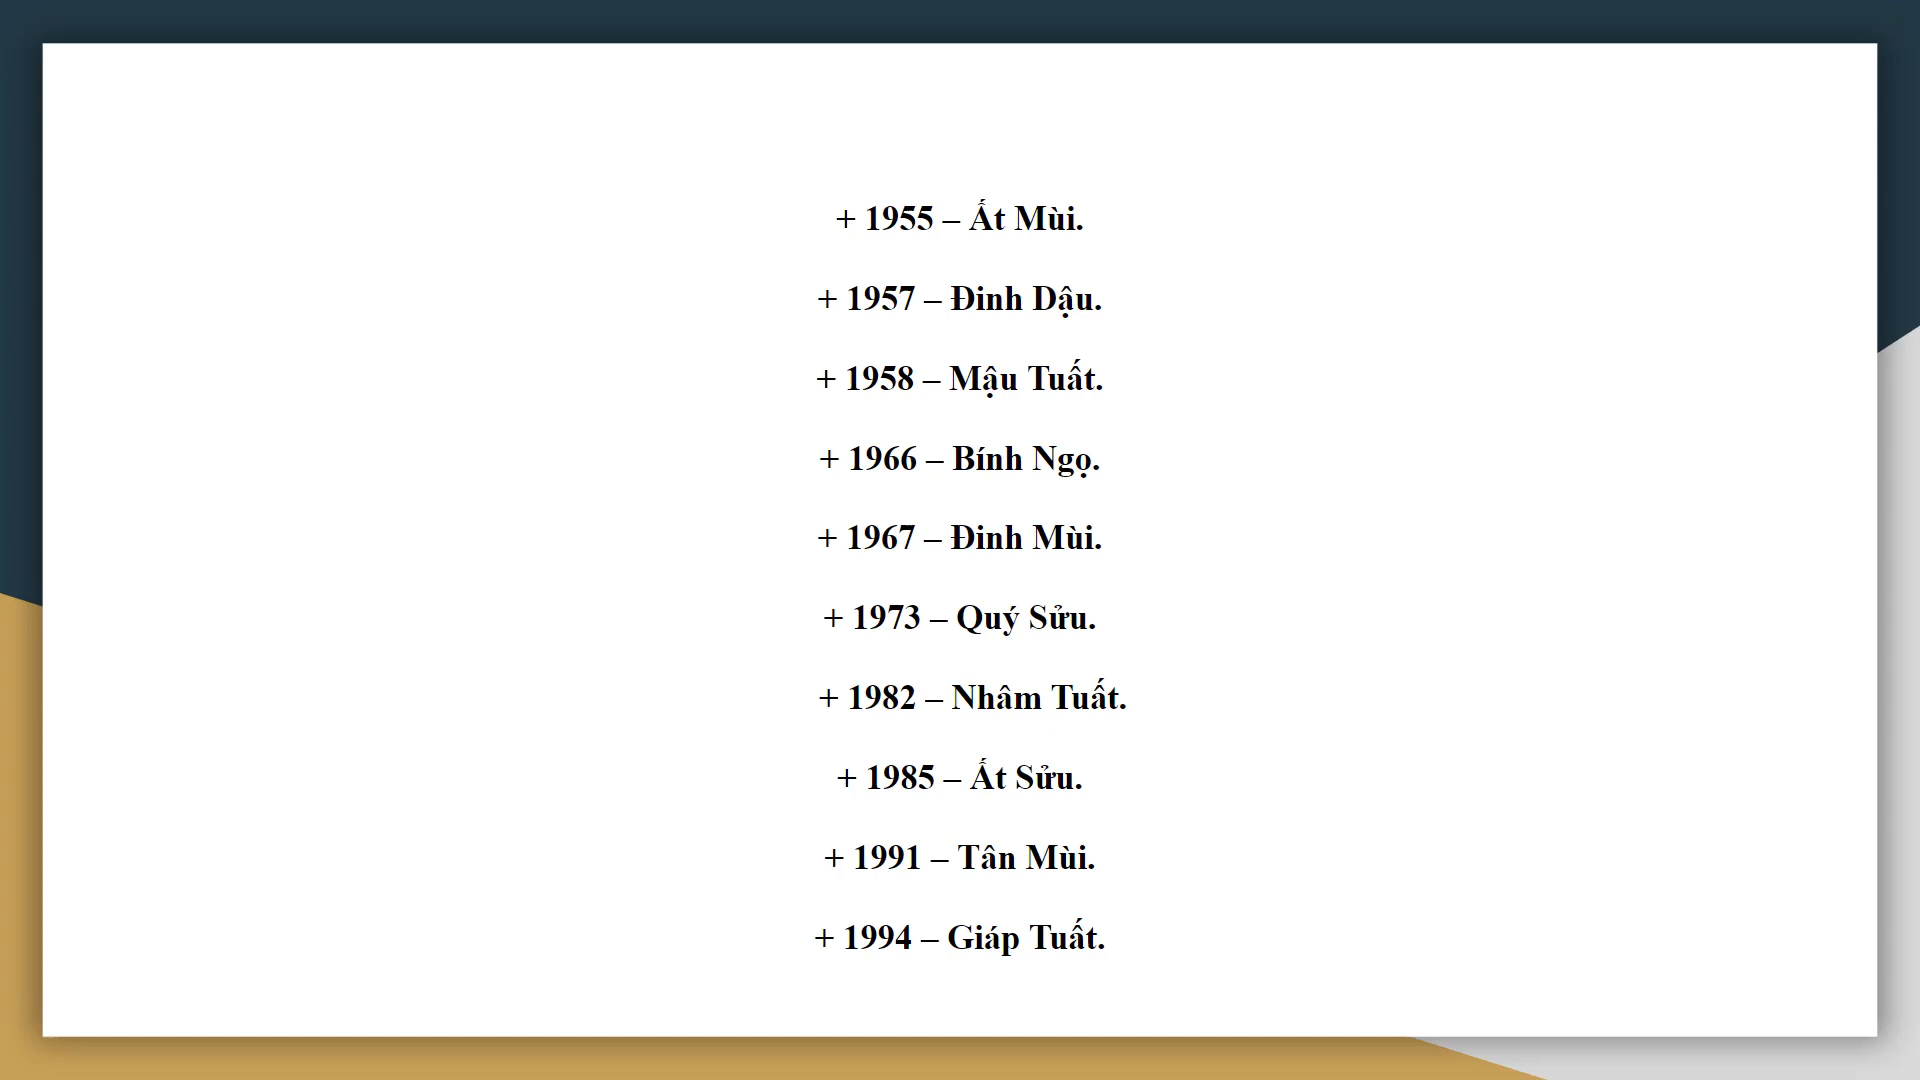 + 1955 – Ất Mùi.
+ 1957 – Đinh Dậu.
+ 1958 – Mậu Tuất.
+ 1966 – Bính Ngọ.
+ 1967 – Đinh Mùi.
+ 1973 – Quý Sửu.
+ 1982 – Nhâm Tuất.
+ 1985 – Ất Sửu.
+ 1991 – Tân Mùi.
+ 1994 – Giáp Tuất.